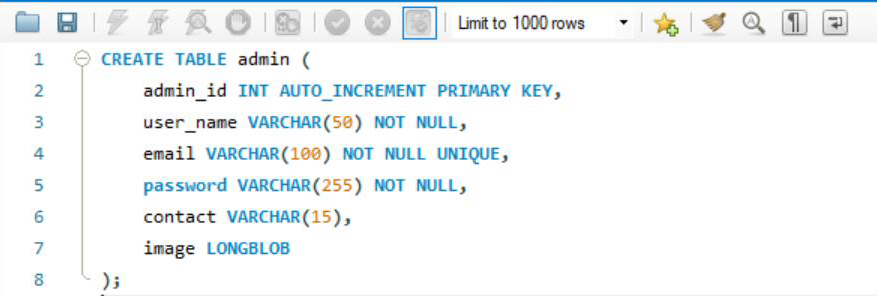 Limit to 1000 rows
1 CREATE TABLE admin (
2 admin_id INT AUTO_INCREMENT PRIMARY KEY,
3 user_name VARCHAR(50) NOT NULL,
4 email VARCHAR(100) NOT NULL UNIQUE,
5 password VARCHAR(255) NOT NULL,
6 contact VARCHAR(15),
7 image LONGBLOB
8 );